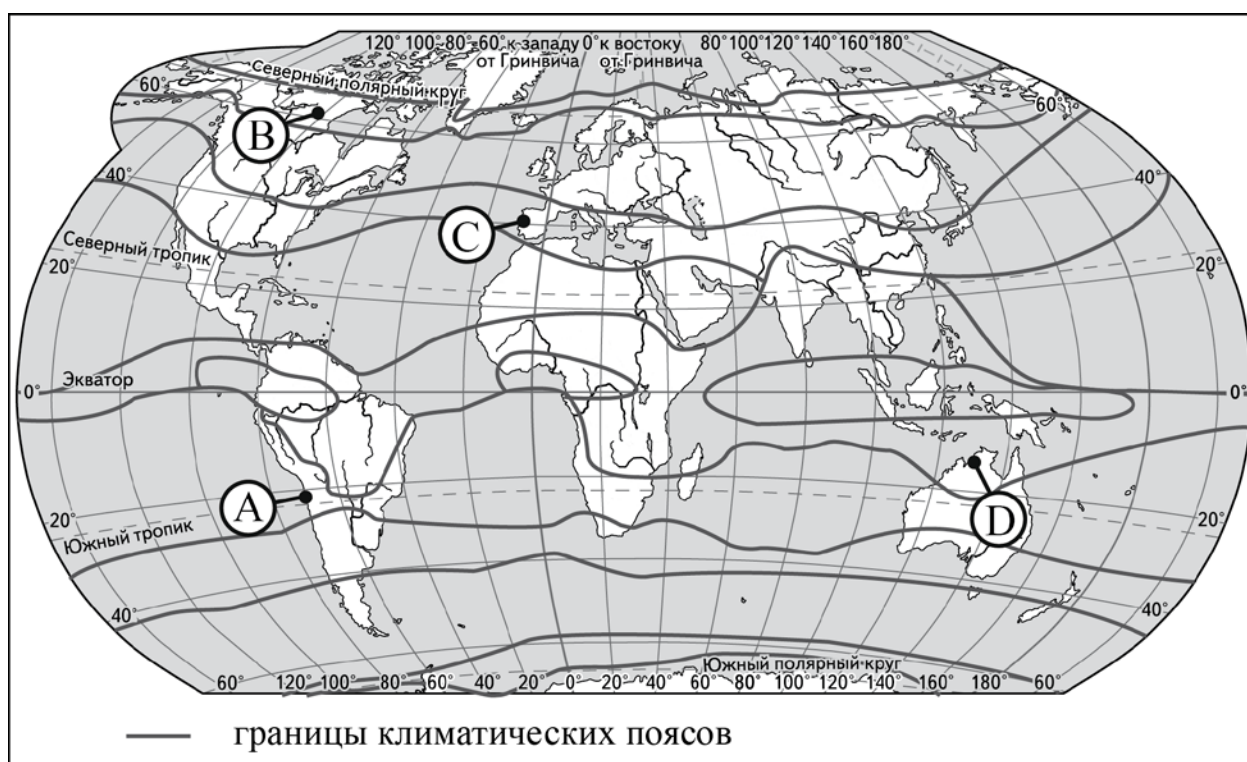 120° 100° 80° 60° к западу 0° к востоку 80° 100° 120° 140° 160° 180°
от Гринвича от Гринвича
Северный полярный круг
60° 60°
B
40° 40°
C
Северный тропик
20° 20°
0° Экватор 0°
A
D
20° 20°
Южный тропик
40° 40°
Южный полярный круг
60° 120° 100° 80° 60° 40° 20° 0° 20° 40° 60° 80° 100° 120° 140° 180° 60°
границы климатических поясов